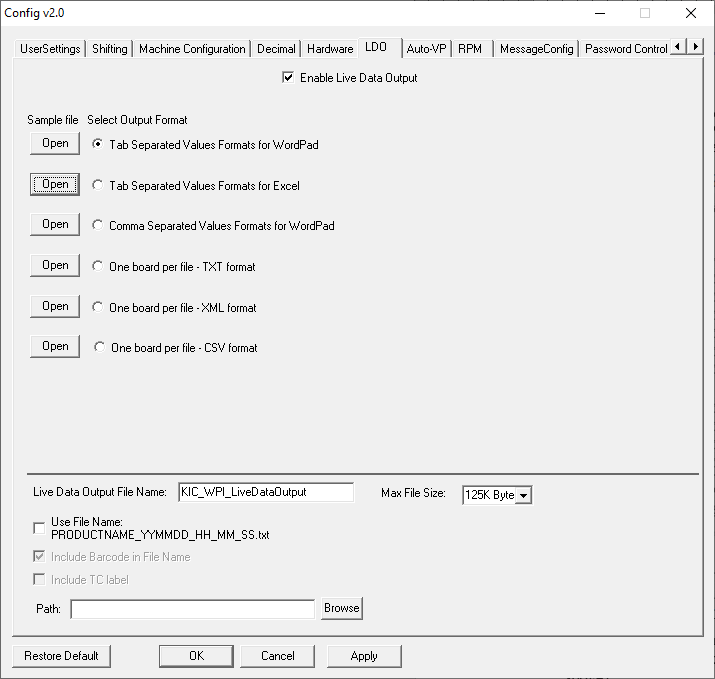 Config v2.0
UserSettings Shifting Machine Configuration Decimal Hardware LDO Auto-VP RPM MessageConfig Password Control
Enable Live Data Output
Sample file Select Output Format
Open Tab Separated Values Formats for WordPad
Open Tab Separated Values Formats for Excel
Open Comma Separated Values Formats for WordPad
Open One board per file - TXT format
Open One board per file - XML format
Open One board per file - CSV format
Live Data Output File Name: KIC_WPI_LiveDataOutput Max File Size: 125K Byte
Use File Name:
PRODUCTNAME_YYMMDD_HH_MM_SS.txt
Include Barcode in File Name
Include TC label
Path: Browse
Restore Default OK Cancel Apply